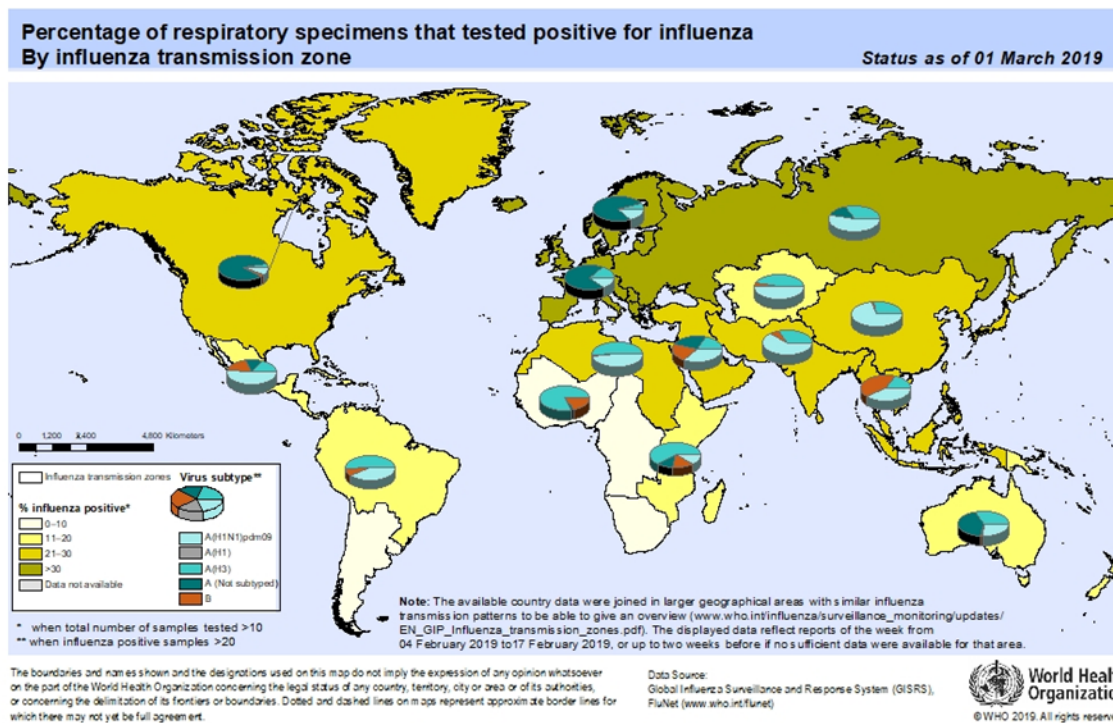 Percentage of respiratory specimens that tested positive for influenza
By influenza transmission zone
Status as of 01 March 2019
0 1,200 2,400 4,800 Kilometers
Influenza transmission zones
% influenza positive*
0–10
11–20
21–30
>30
Data not available
Virus subtype**
A(H1N1)pdm09
A(H1)
A(H3)
A (Not subtyped)
B
* when total number of samples tested >10
** when influenza positive samples >20
Note: The available country data were joined in larger geographical areas with similar influenza
transmission patterns to be able to give an overview (www.who.int/influenza/surveillance_monitoring/updates/
EN_GIP_Influenza_transmission_zones.pdf). The displayed data reflect reports of the week from
04 February 2019 to17 February 2019, or up to two weeks before if no sufficient data were available for that area.
The boundaries and names shown and the designations used on this map do not imply the expression of any opinion whatsoever
on the part of the World Health Organization concerning the legal status of any country, territory, city or area or of its authorities,
or concerning the delimitation of its frontiers or boundaries. Dotted and dashed lines on maps represent approximate border lines for
which there may not yet be full agreement.
Data Source:
Global Influenza Surveillance and Response System (GISRS),
FluNet (www.who.int/flunet)
World Heal
Organizatio
©WHO 2019. All rights reserve